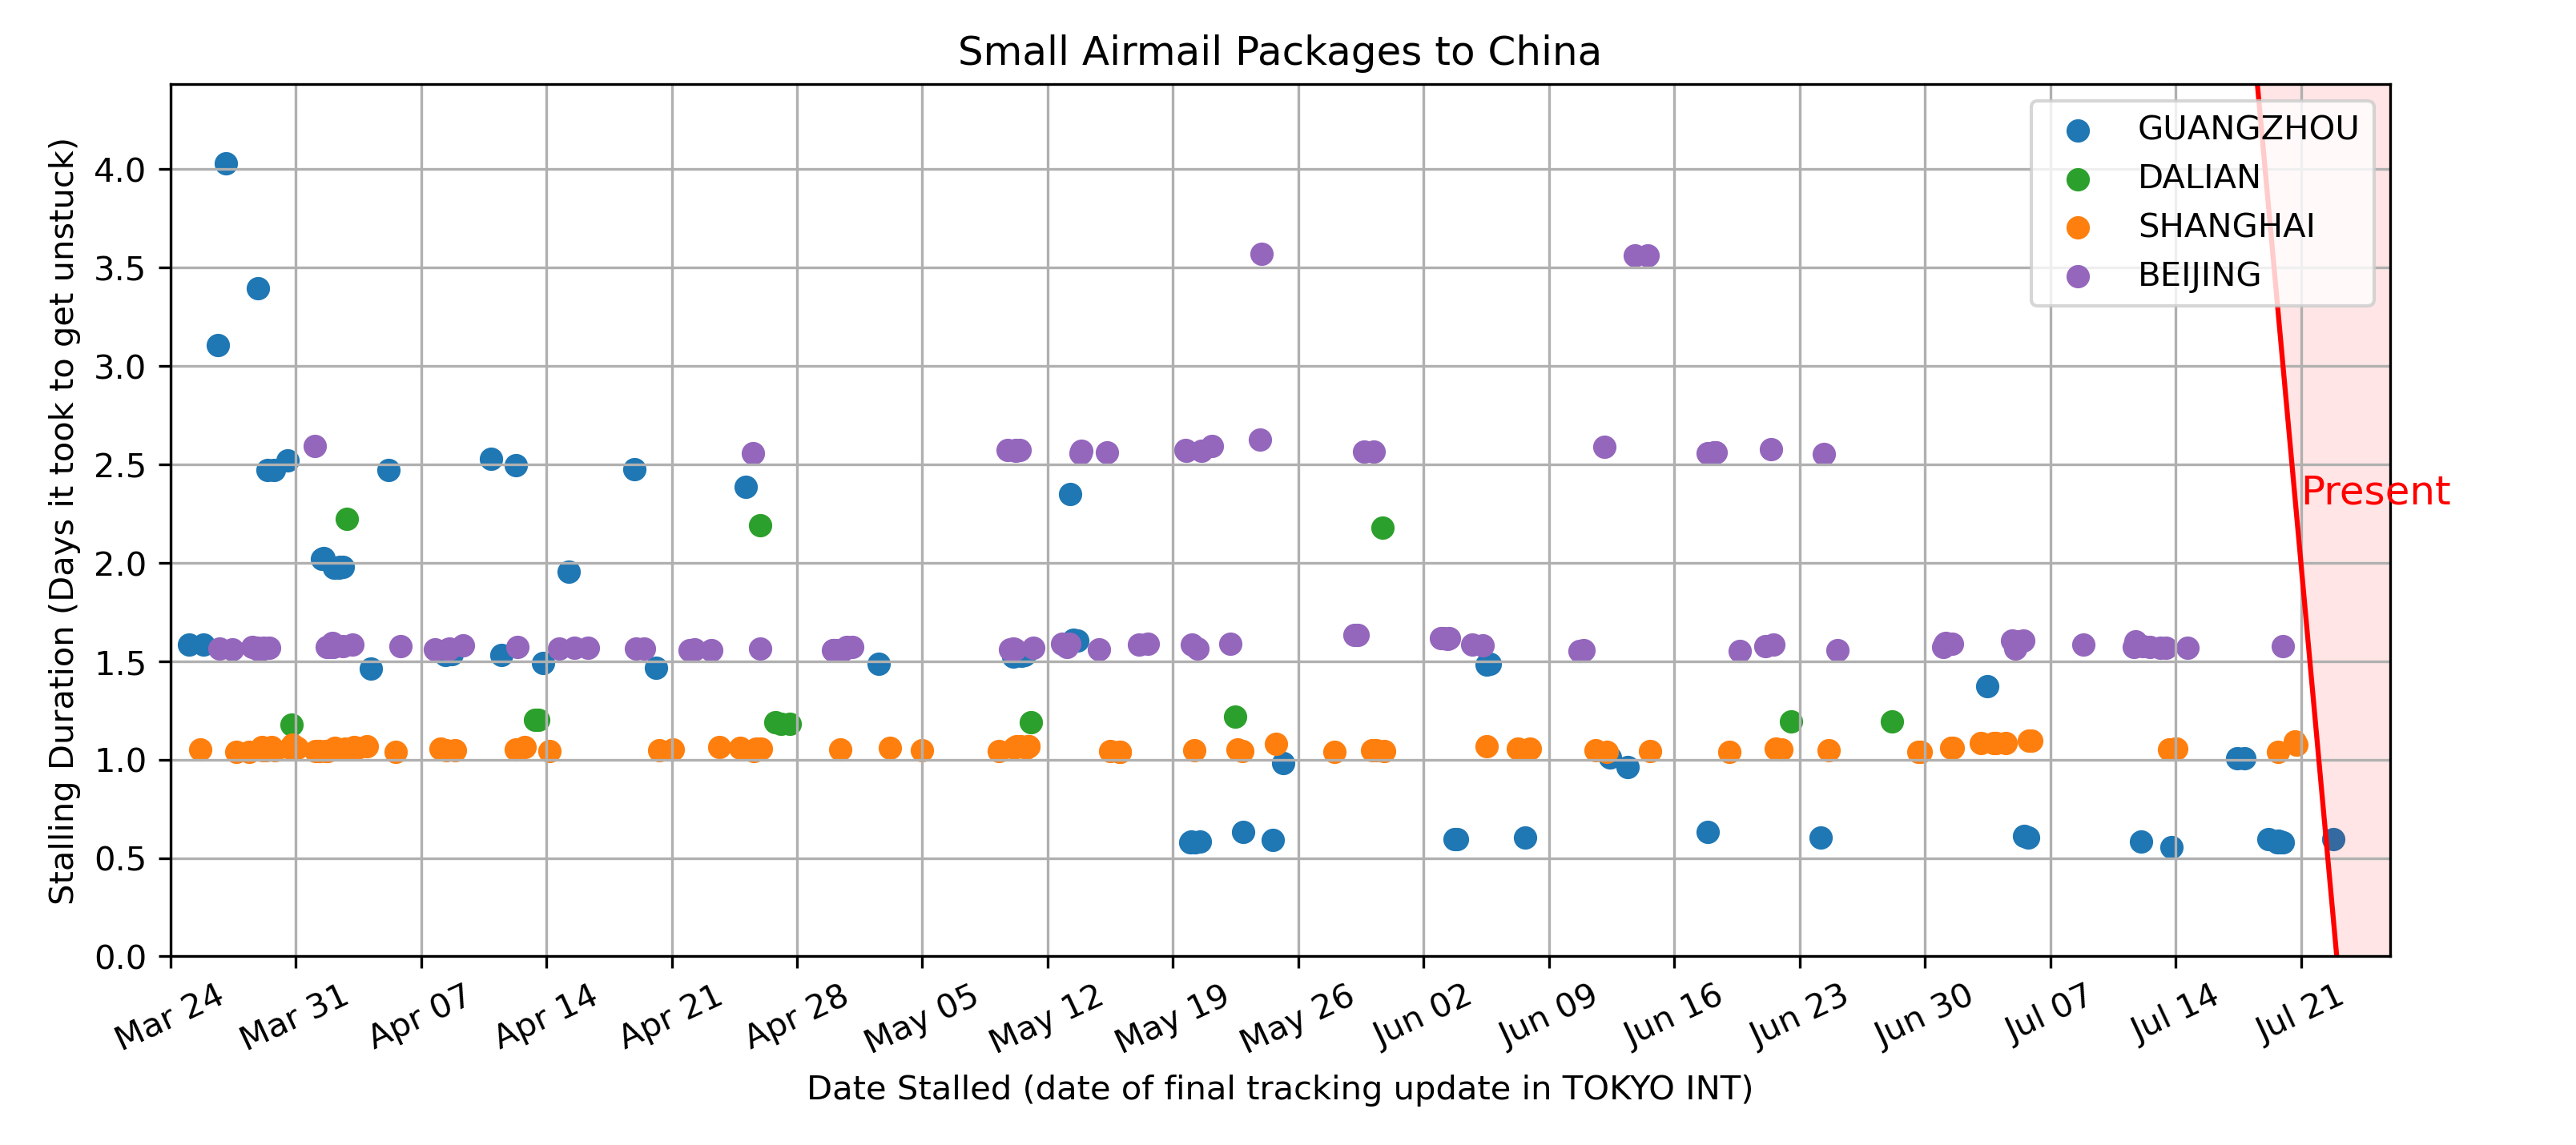 Small Airmail Packages to China
GUANGZHOU
DALIAN
SHANGHAI
BEIJING
Present
Stalling Duration (Days it took to get unstuck)
4.0
3.5
3.0
2.5
2.0
1.5
1.0
0.5
0.0
Mar 24
Mar 31
Apr 07
Apr 14
Apr 21
Apr 28
May 05
May 12
May 19
May 26
Jun 02
Jun 09
Jun 16
Jun 23
Jun 30
Jul 07
Jul 14
Jul 21
Date Stalled (date of final tracking update in TOKYO INT)